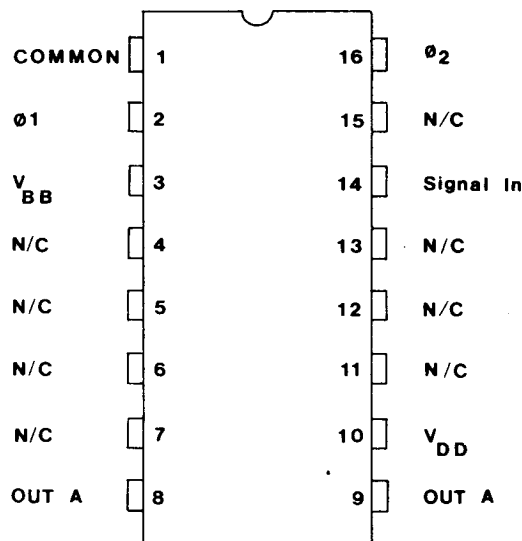 COMMON 1 16 ø2
ø1 2 15 N/C
VBB 3 14 Signal In
N/C 4 13 N/C
N/C 5 12 N/C
N/C 6 11 N/C
N/C 7 10 VDD
OUT A 8 9 OUT A